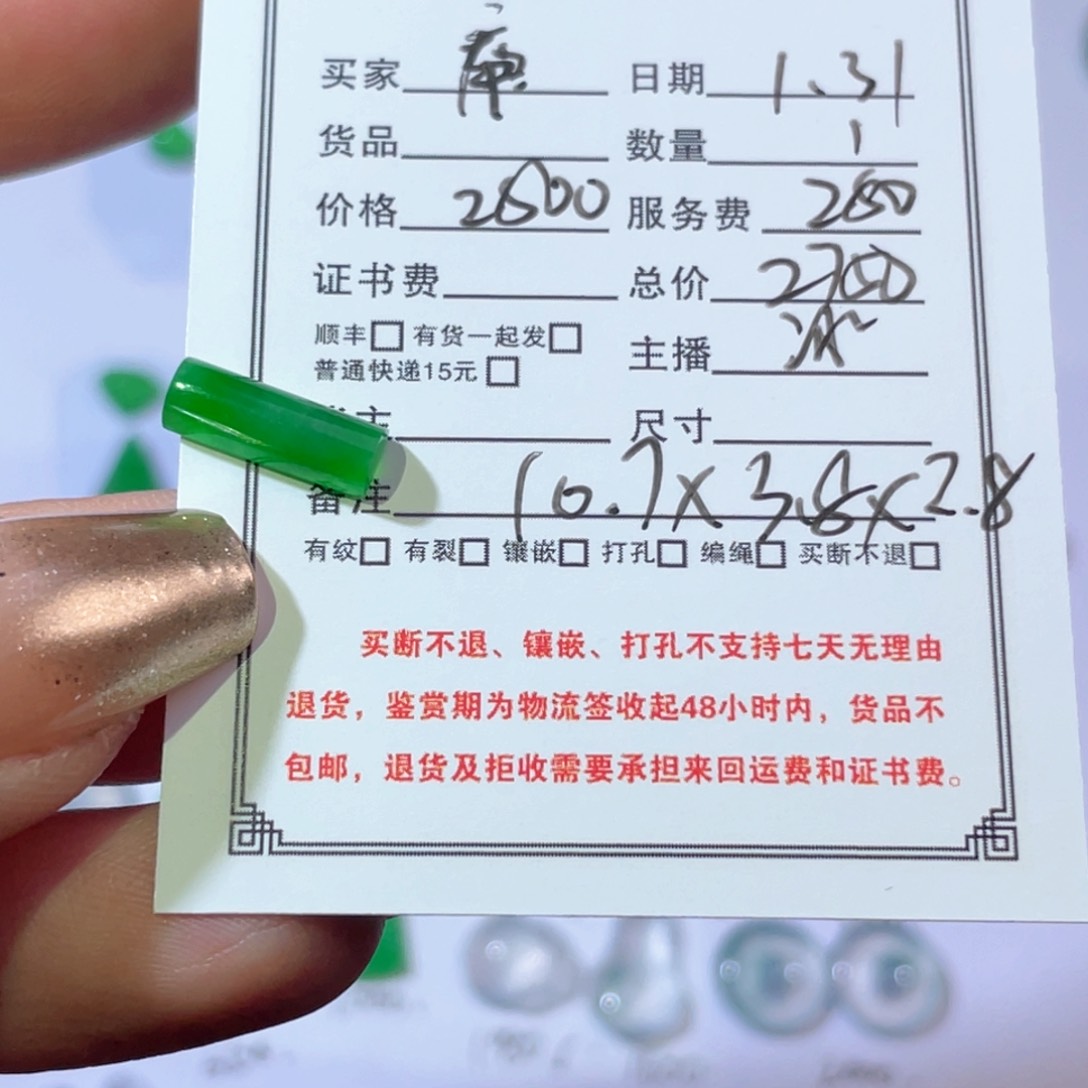 买家 日期 1.31
货品 数量 1
价格 2500 服务费 250
证书费 总价 2750
顺丰 有货一起发
普通快递15元 主播
主 尺寸
备注 10.7x3.8x2.8
有纹 有裂 镶嵌 打孔 编绳 买断不退
买断不退、镶嵌、打孔不支持七天无理由
退货，鉴赏期为物流签收起48小时内，货品不
包邮，退货及拒收需要承担来回运费和证书费。